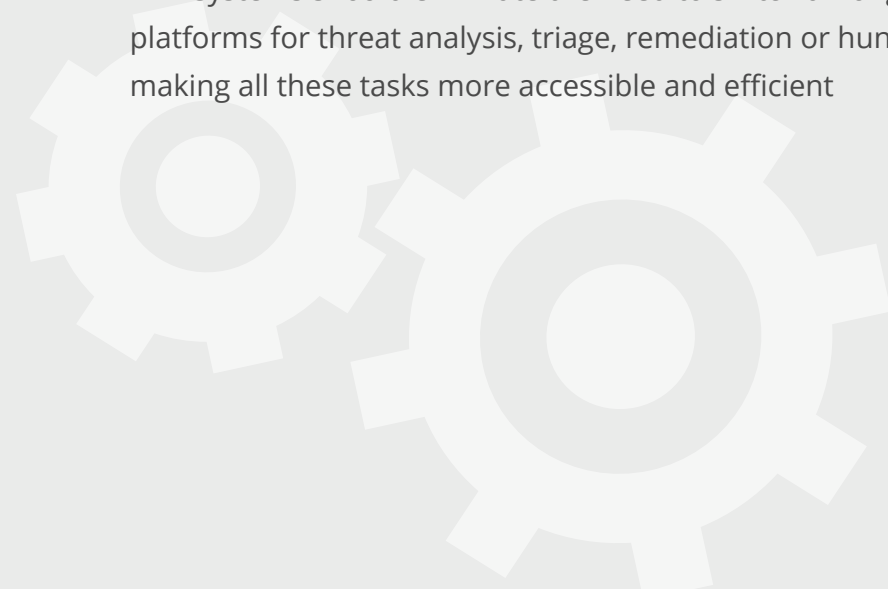 platforms for threat analysis, triage, remediation or hun
making all these tasks more accessible and efficient